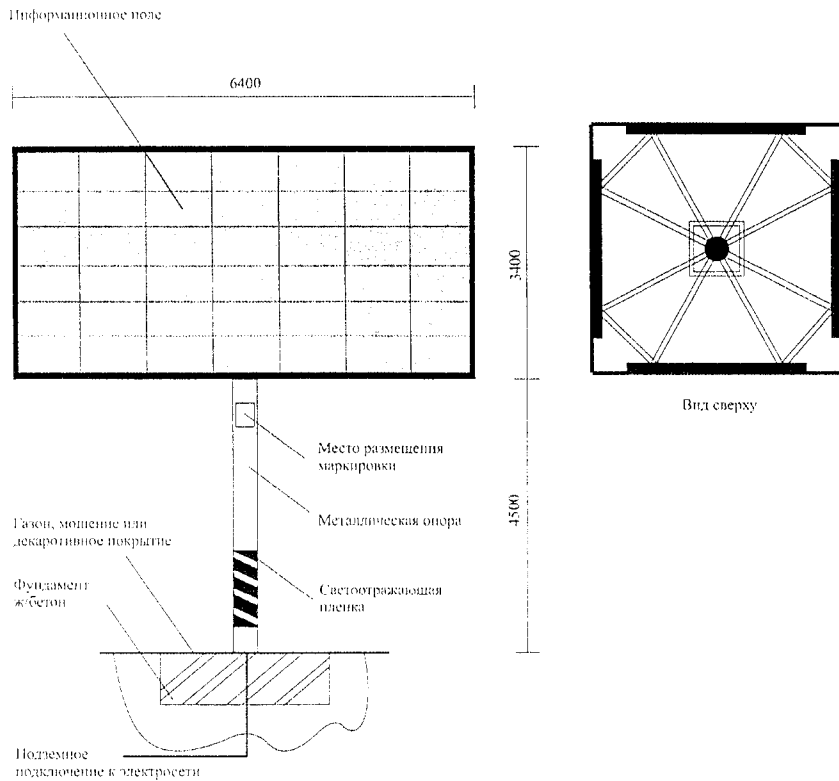 Информационное поле
6400
3400
Вид сверху
Место размещения
маркировки
4500
Металлическая опора
Газон, мощение или
декаротивное покрытие
Светоотражающая
пленка
Фундамент
ж/бетон
Подземное
подключение к электросети